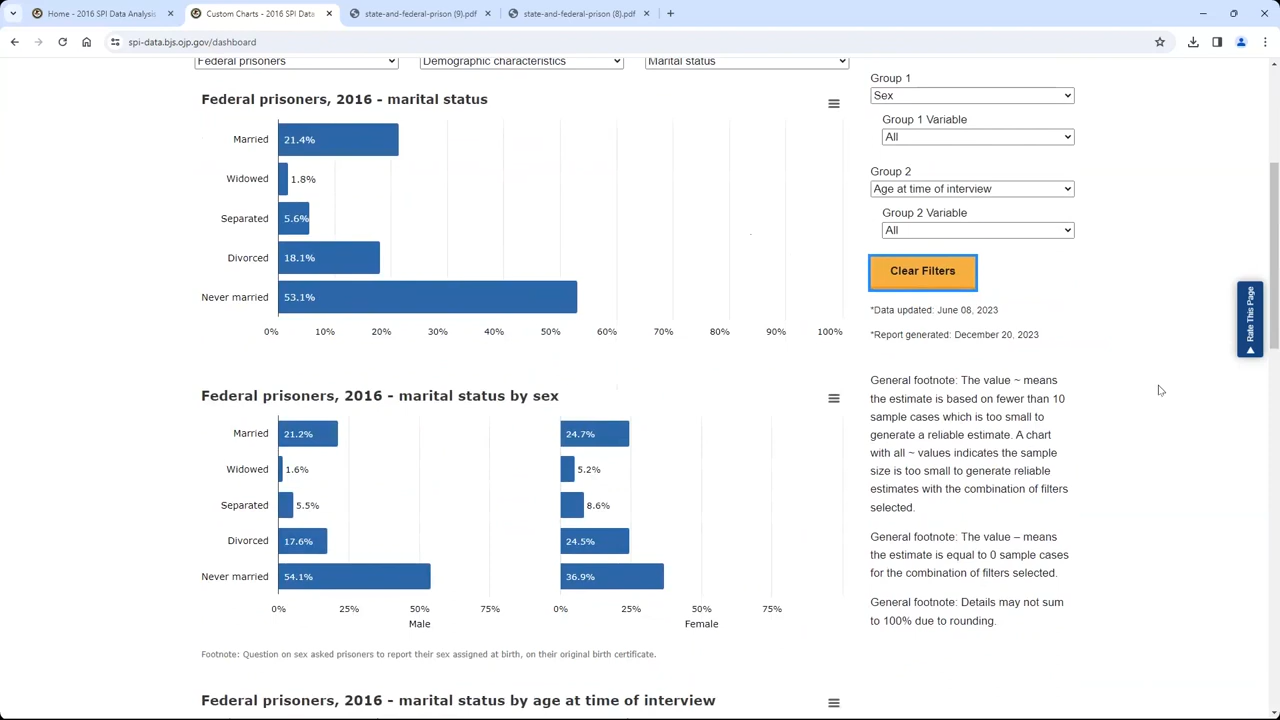 Home - 2016 SPI Data Analysis
Custom Charts - 2016 SPI Data
state-and-federal-prison (9).pdf
state-and-federal-prison (8).pdf
spi-data.bjs.ojp.gov/dashboard
Federal prisoners
Demographic characteristics
Marital status
Federal prisoners, 2016 - marital status
Married
21.4%
Widowed
1.8%
Separated
5.6%
Divorced
18.1%
Never married
53.1%
0% 10% 20% 30% 40% 50% 60% 70% 80% 90% 100%
Federal prisoners, 2016 - marital status by sex
Married
21.2%
24.7%
Widowed
1.6%
5.2%
Separated
5.5%
8.6%
Divorced
17.6%
24.5%
Never married
54.1%
36.9%
0% 25% 50% 75%
0% 25% 50% 75%
Male
Female
Footnote: Question on sex asked prisoners to report their sex assigned at birth, on their original birth certificate.
Federal prisoners, 2016 - marital status by age at time of interview
Group 1
Sex
Group 1 Variable
All
Group 2
Age at time of interview
Group 2 Variable
All
Clear Filters
*Data updated: June 08, 2023
*Report generated: December 20, 2023
General footnote: The value ~ means
the estimate is based on fewer than 10
sample cases which is too small to
generate a reliable estimate. A chart
with all ~ values indicates the sample
size is too small to generate reliable
estimates with the combination of filters
selected.
General footnote: The value – means
the estimate is equal to 0 sample cases
for the combination of filters selected.
General footnote: Details may not sum
to 100% due to rounding.
Rate This Page